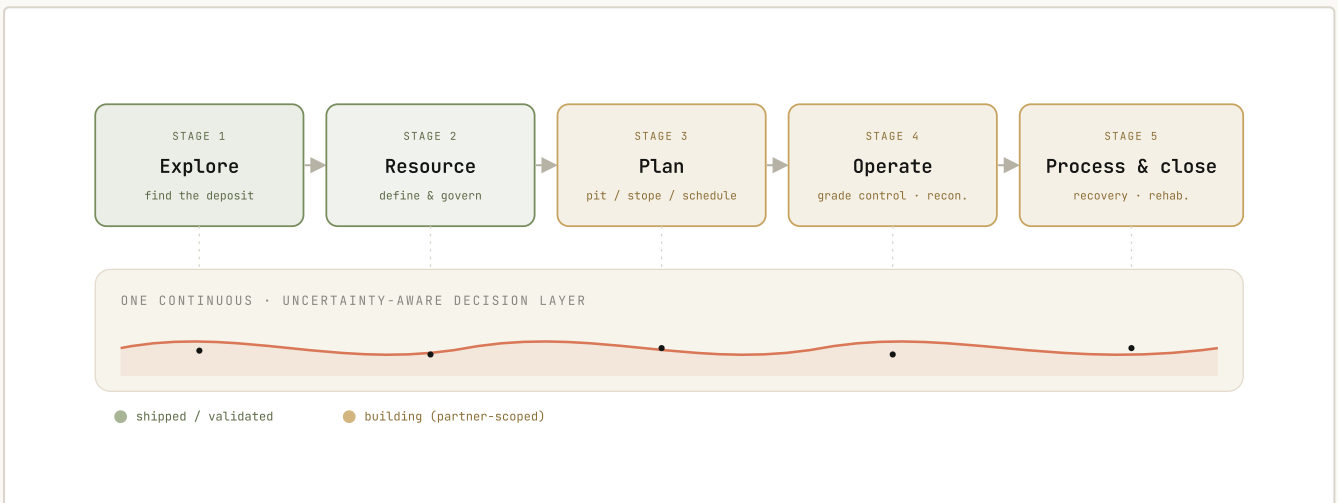 STAGE 1
Explore
find the deposit
STAGE 2
Resource
define & govern
STAGE 3
Plan
pit / stope / schedule
STAGE 4
Operate
grade control · recon.
STAGE 5
Process & close
recovery · rehab.
ONE CONTINUOUS · UNCERTAINTY-AWARE DECISION LAYER
shipped / validated
building (partner-scoped)